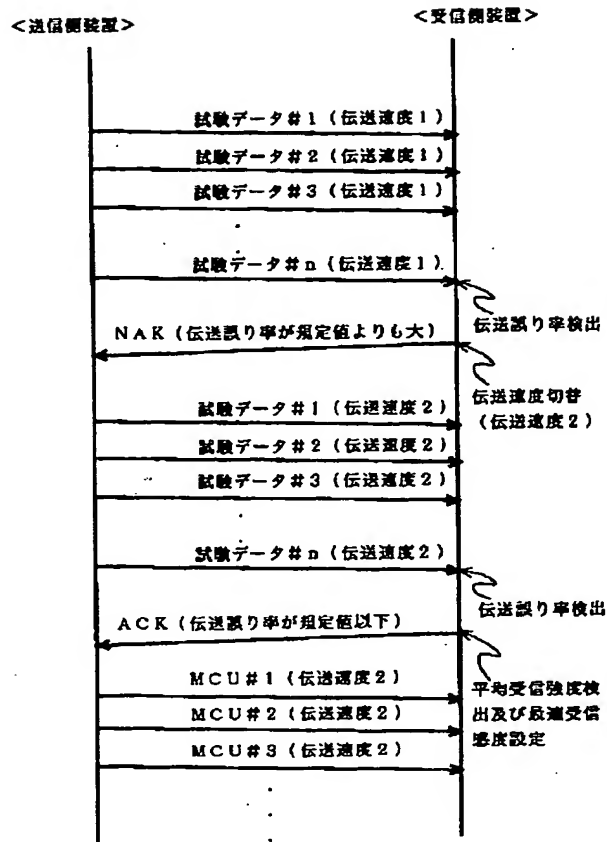 <送信側装置>
<受信側装置>
試験データ#1(伝送速度1)
試験データ#2(伝送速度1)
試験データ#3(伝送速度1)
試験データ#n(伝送速度1)
伝送誤り率検出
NAK(伝送誤り率が規定値よりも大)
伝送速度切替
(伝送速度2)
試験データ#1(伝送速度2)
試験データ#2(伝送速度2)
試験データ#3(伝送速度2)
試験データ#n(伝送速度2)
伝送誤り率検出
ACK(伝送誤り率が規定値以下)
MCU#1(伝送速度2)
平均受信強度検
出及び最適受信
感度設定
MCU#2(伝送速度2)
MCU#3(伝送速度2)